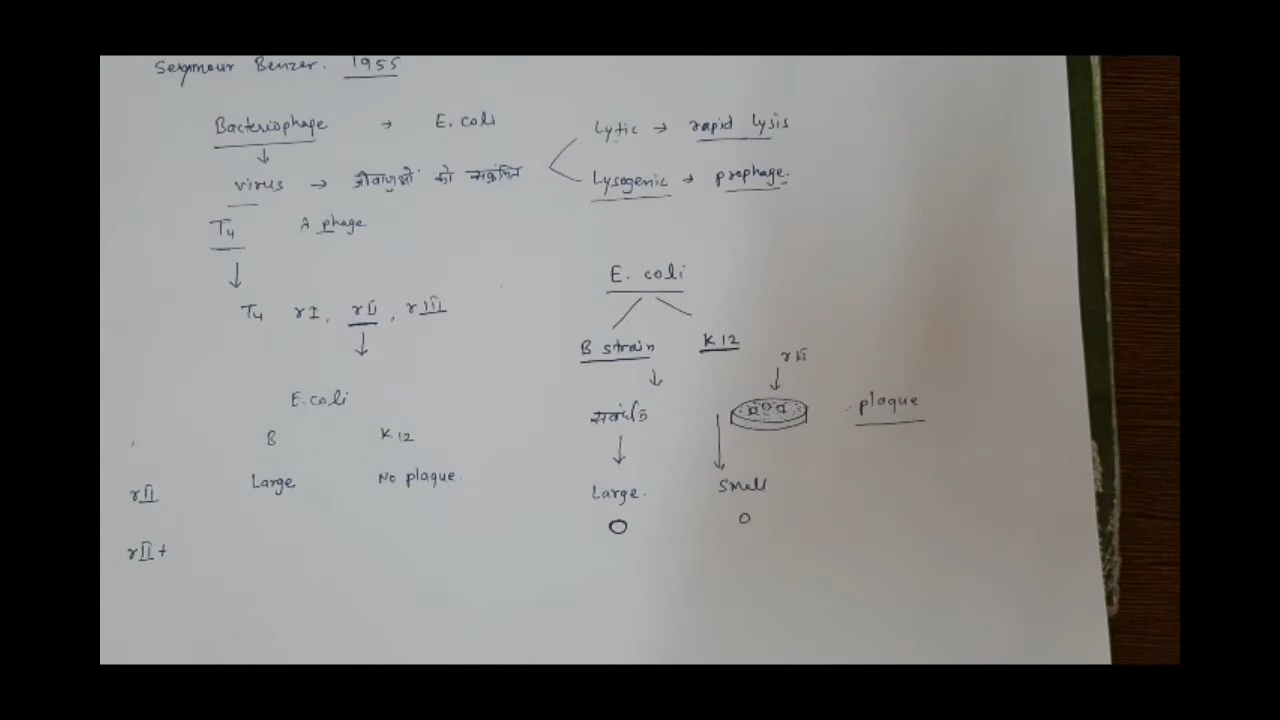 Seymour Benzer. 1955
Bacteriophage → E. coli
Lytic → rapid lysis
virus → जीवाणुओं को संक्रमित
Lysogenic → prophage.
T4 λ phage
E. coli
T4 rI, rII, rIII
B strain K12
rII
E. coli
plaque
B K12
Large No plaque.
Large. Small
rII
rII+